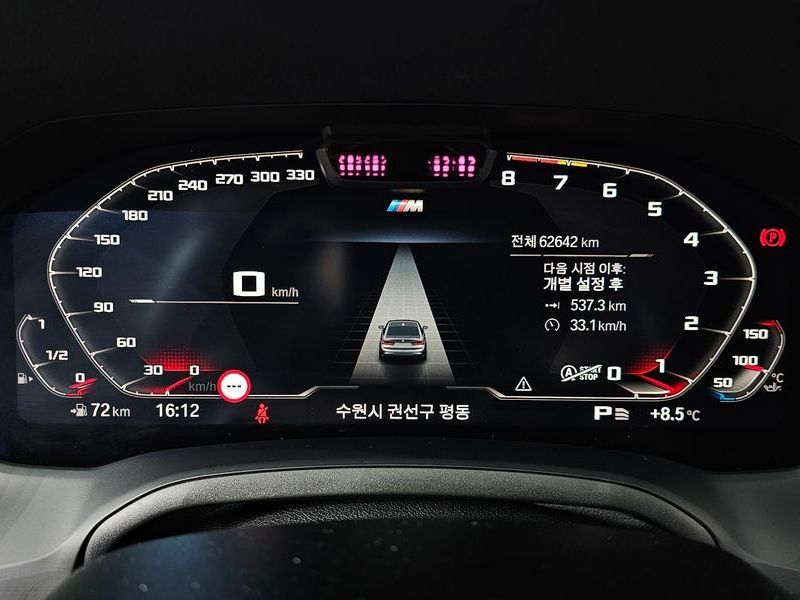 330
300
270
240
210
180
150
120
90
60
30
0
km/h
0 km/h
M
8
7
6
5
4
3
2
1
0
전체 62642 km
다음 시점 이후:
개별 설정 후
537.3 km
33.1 km/h
A START
STOP
1
1/2
0
---
(P)
150
100
50
°C
72 km
16:12
수원시 권선구 평동
P
+8.5 °C